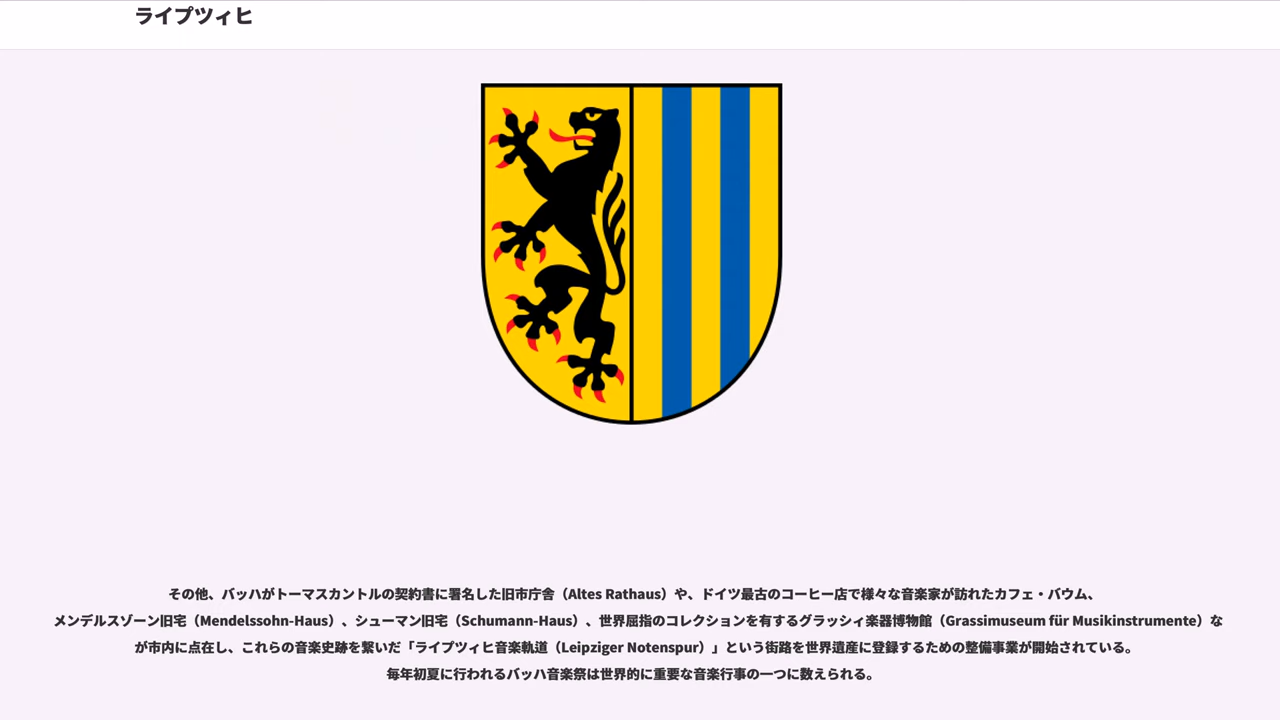 ライプツィヒ
その他、バッハがトーマスカントルの契約書に署名した旧市庁舎（Altes Rathaus）や、ドイツ最古のコーヒー店で様々な音楽家が訪れたカフェ・バウム、
メンデルスゾーン旧宅（Mendelssohn-Haus）、シューマン旧宅（Schumann-Haus）、世界屈指のコレクションを有するグラッシィ楽器博物館（Grassimuseum für Musikinstrumente）な
が市内に点在し、これらの音楽史跡を繋いだ「ライプツィヒ音楽軌道（Leipziger Notenspur）」という街路を世界遺産に登録するための整備事業が開始されている。
毎年初夏に行われるバッハ音楽祭は世界的に重要な音楽行事の一つに数えられる。